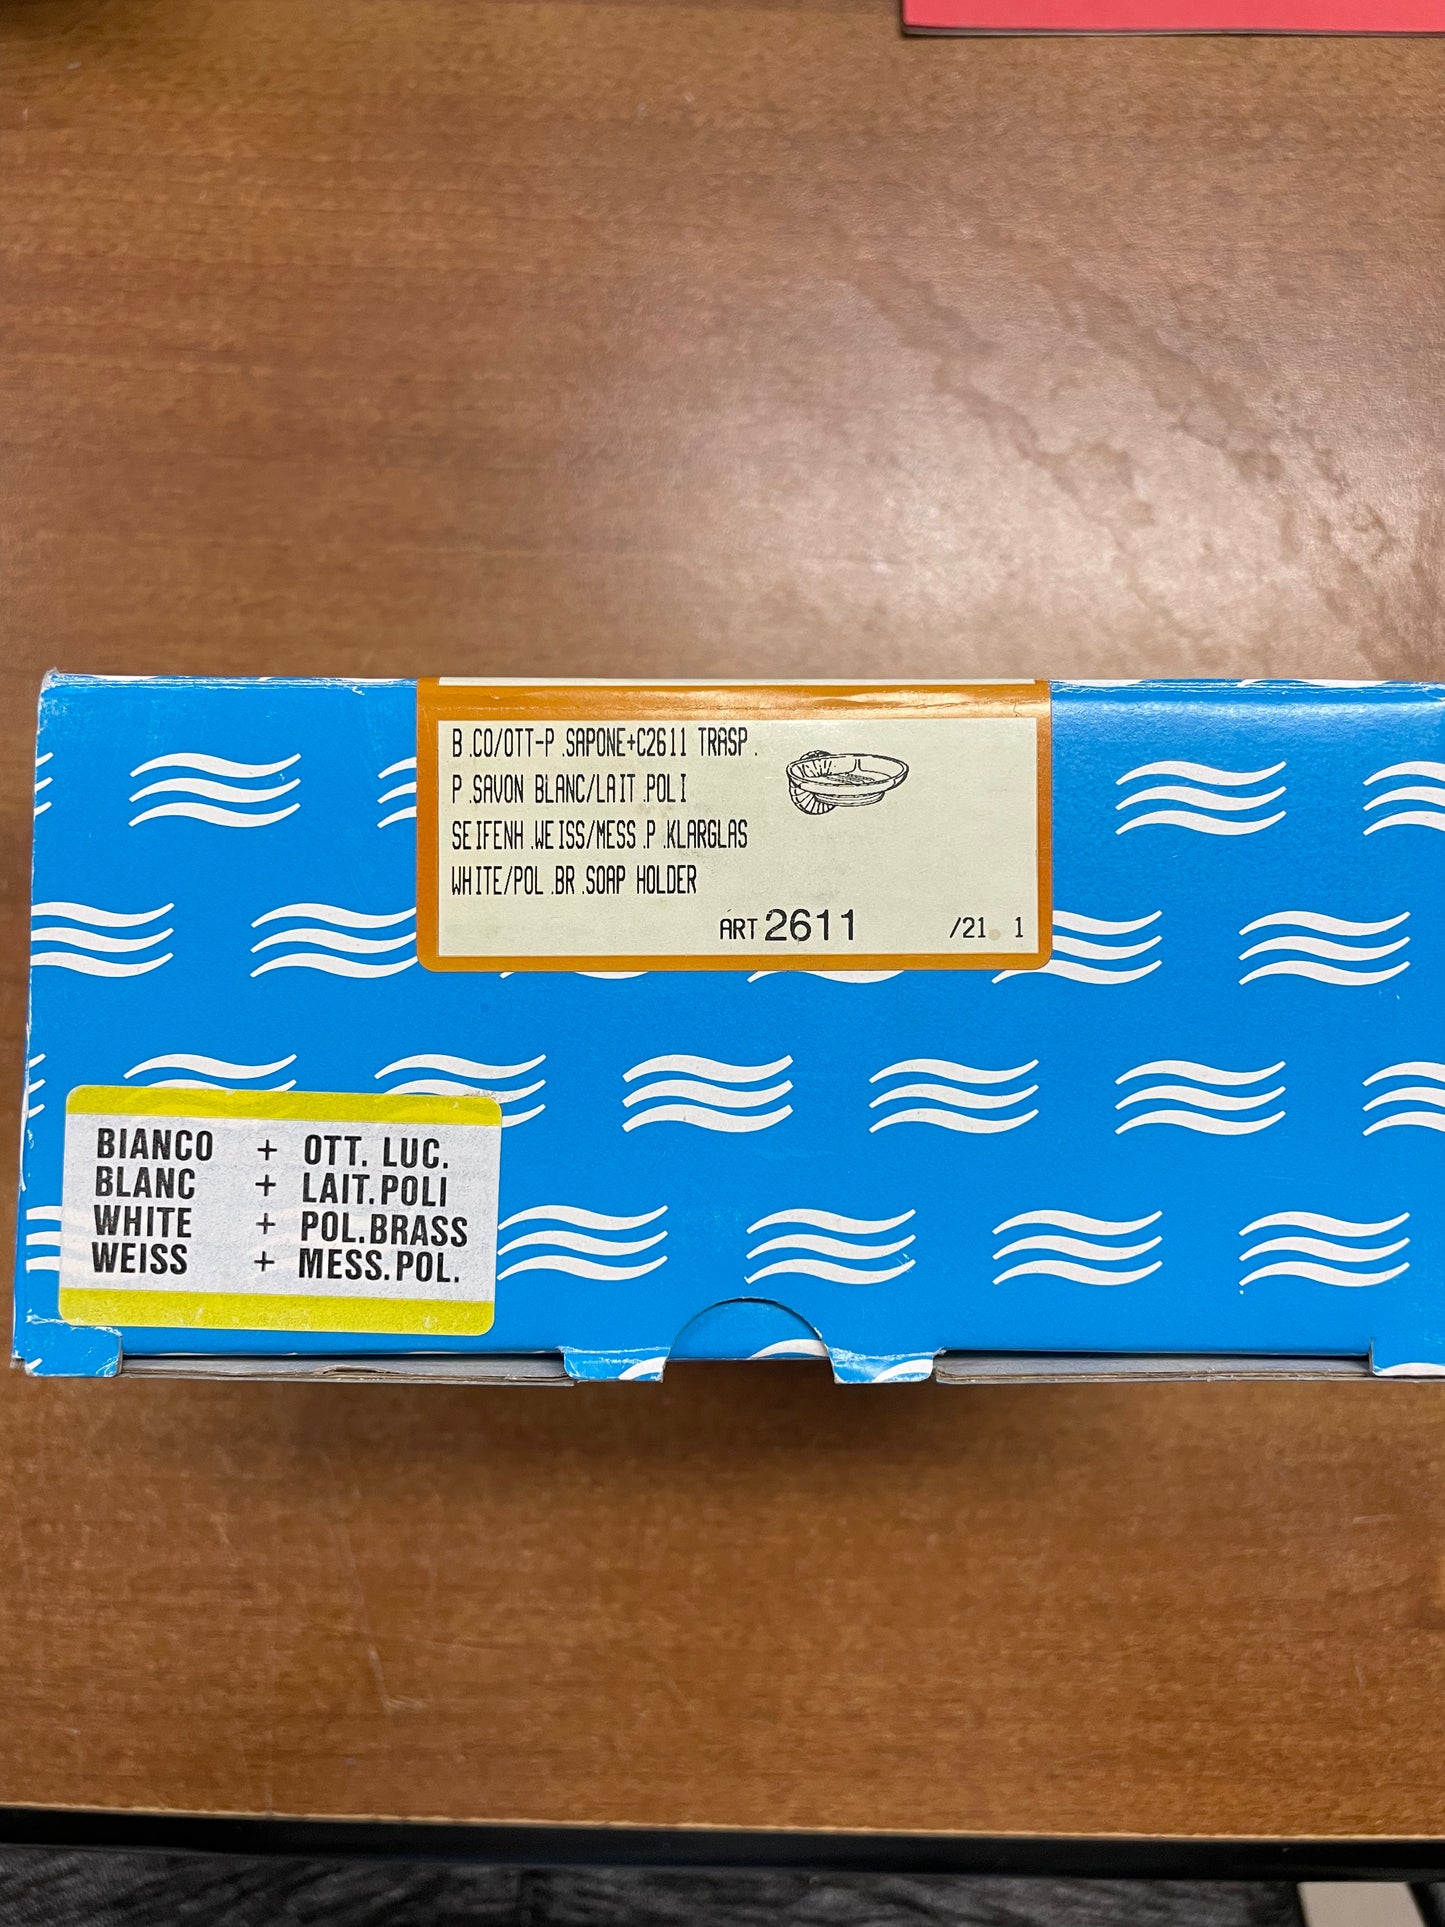 B.CO/OTT-P.SAPONE+C2611 TRASP.
P.SAVON BLANC/LAIT.POLI
SEIFENH.WEISS/MESS.P.KLARGLAS
WHITE/POL.BR.SOAP HOLDER
ART 2611 /21. 1
BIANCO + OTT. LUC.
BLANC + LAIT.POLI
WHITE + POL.BRASS
WEISS + MESS.POL.